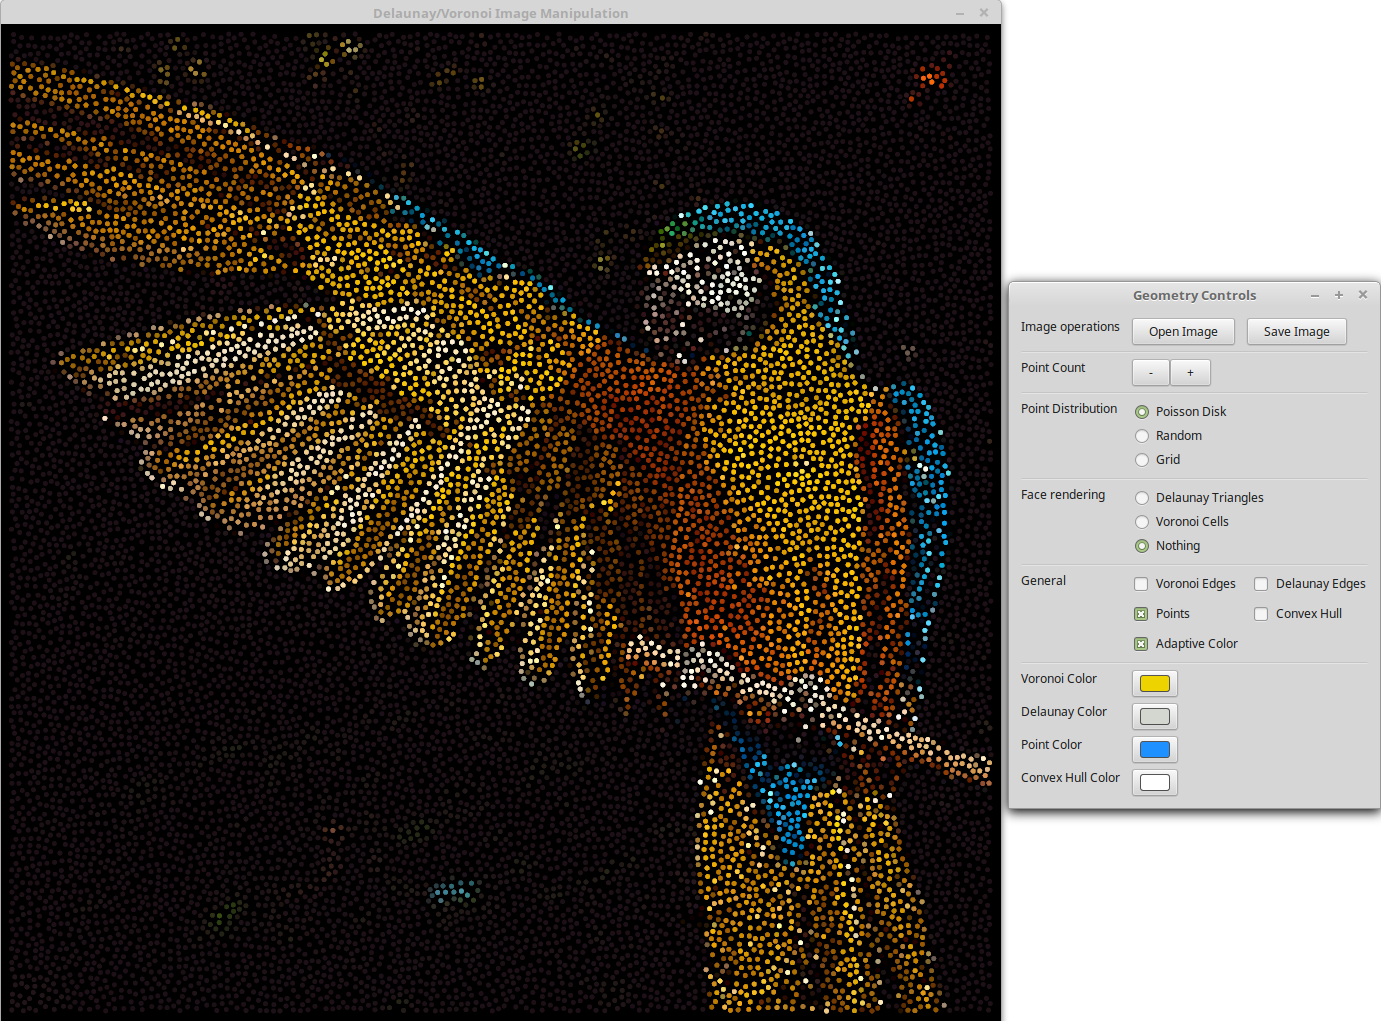 Delaunay/Voronoi Image Manipulation
Geometry Controls
Image operations Open Image Save Image
Point Count - +
Point Distribution Poisson Disk
Random
Grid
Face rendering Delaunay Triangles
Voronoi Cells
Nothing
General Voronoi Edges Delaunay Edges
Points Convex Hull
Adaptive Color
Voronoi Color
Delaunay Color
Point Color
Convex Hull Color